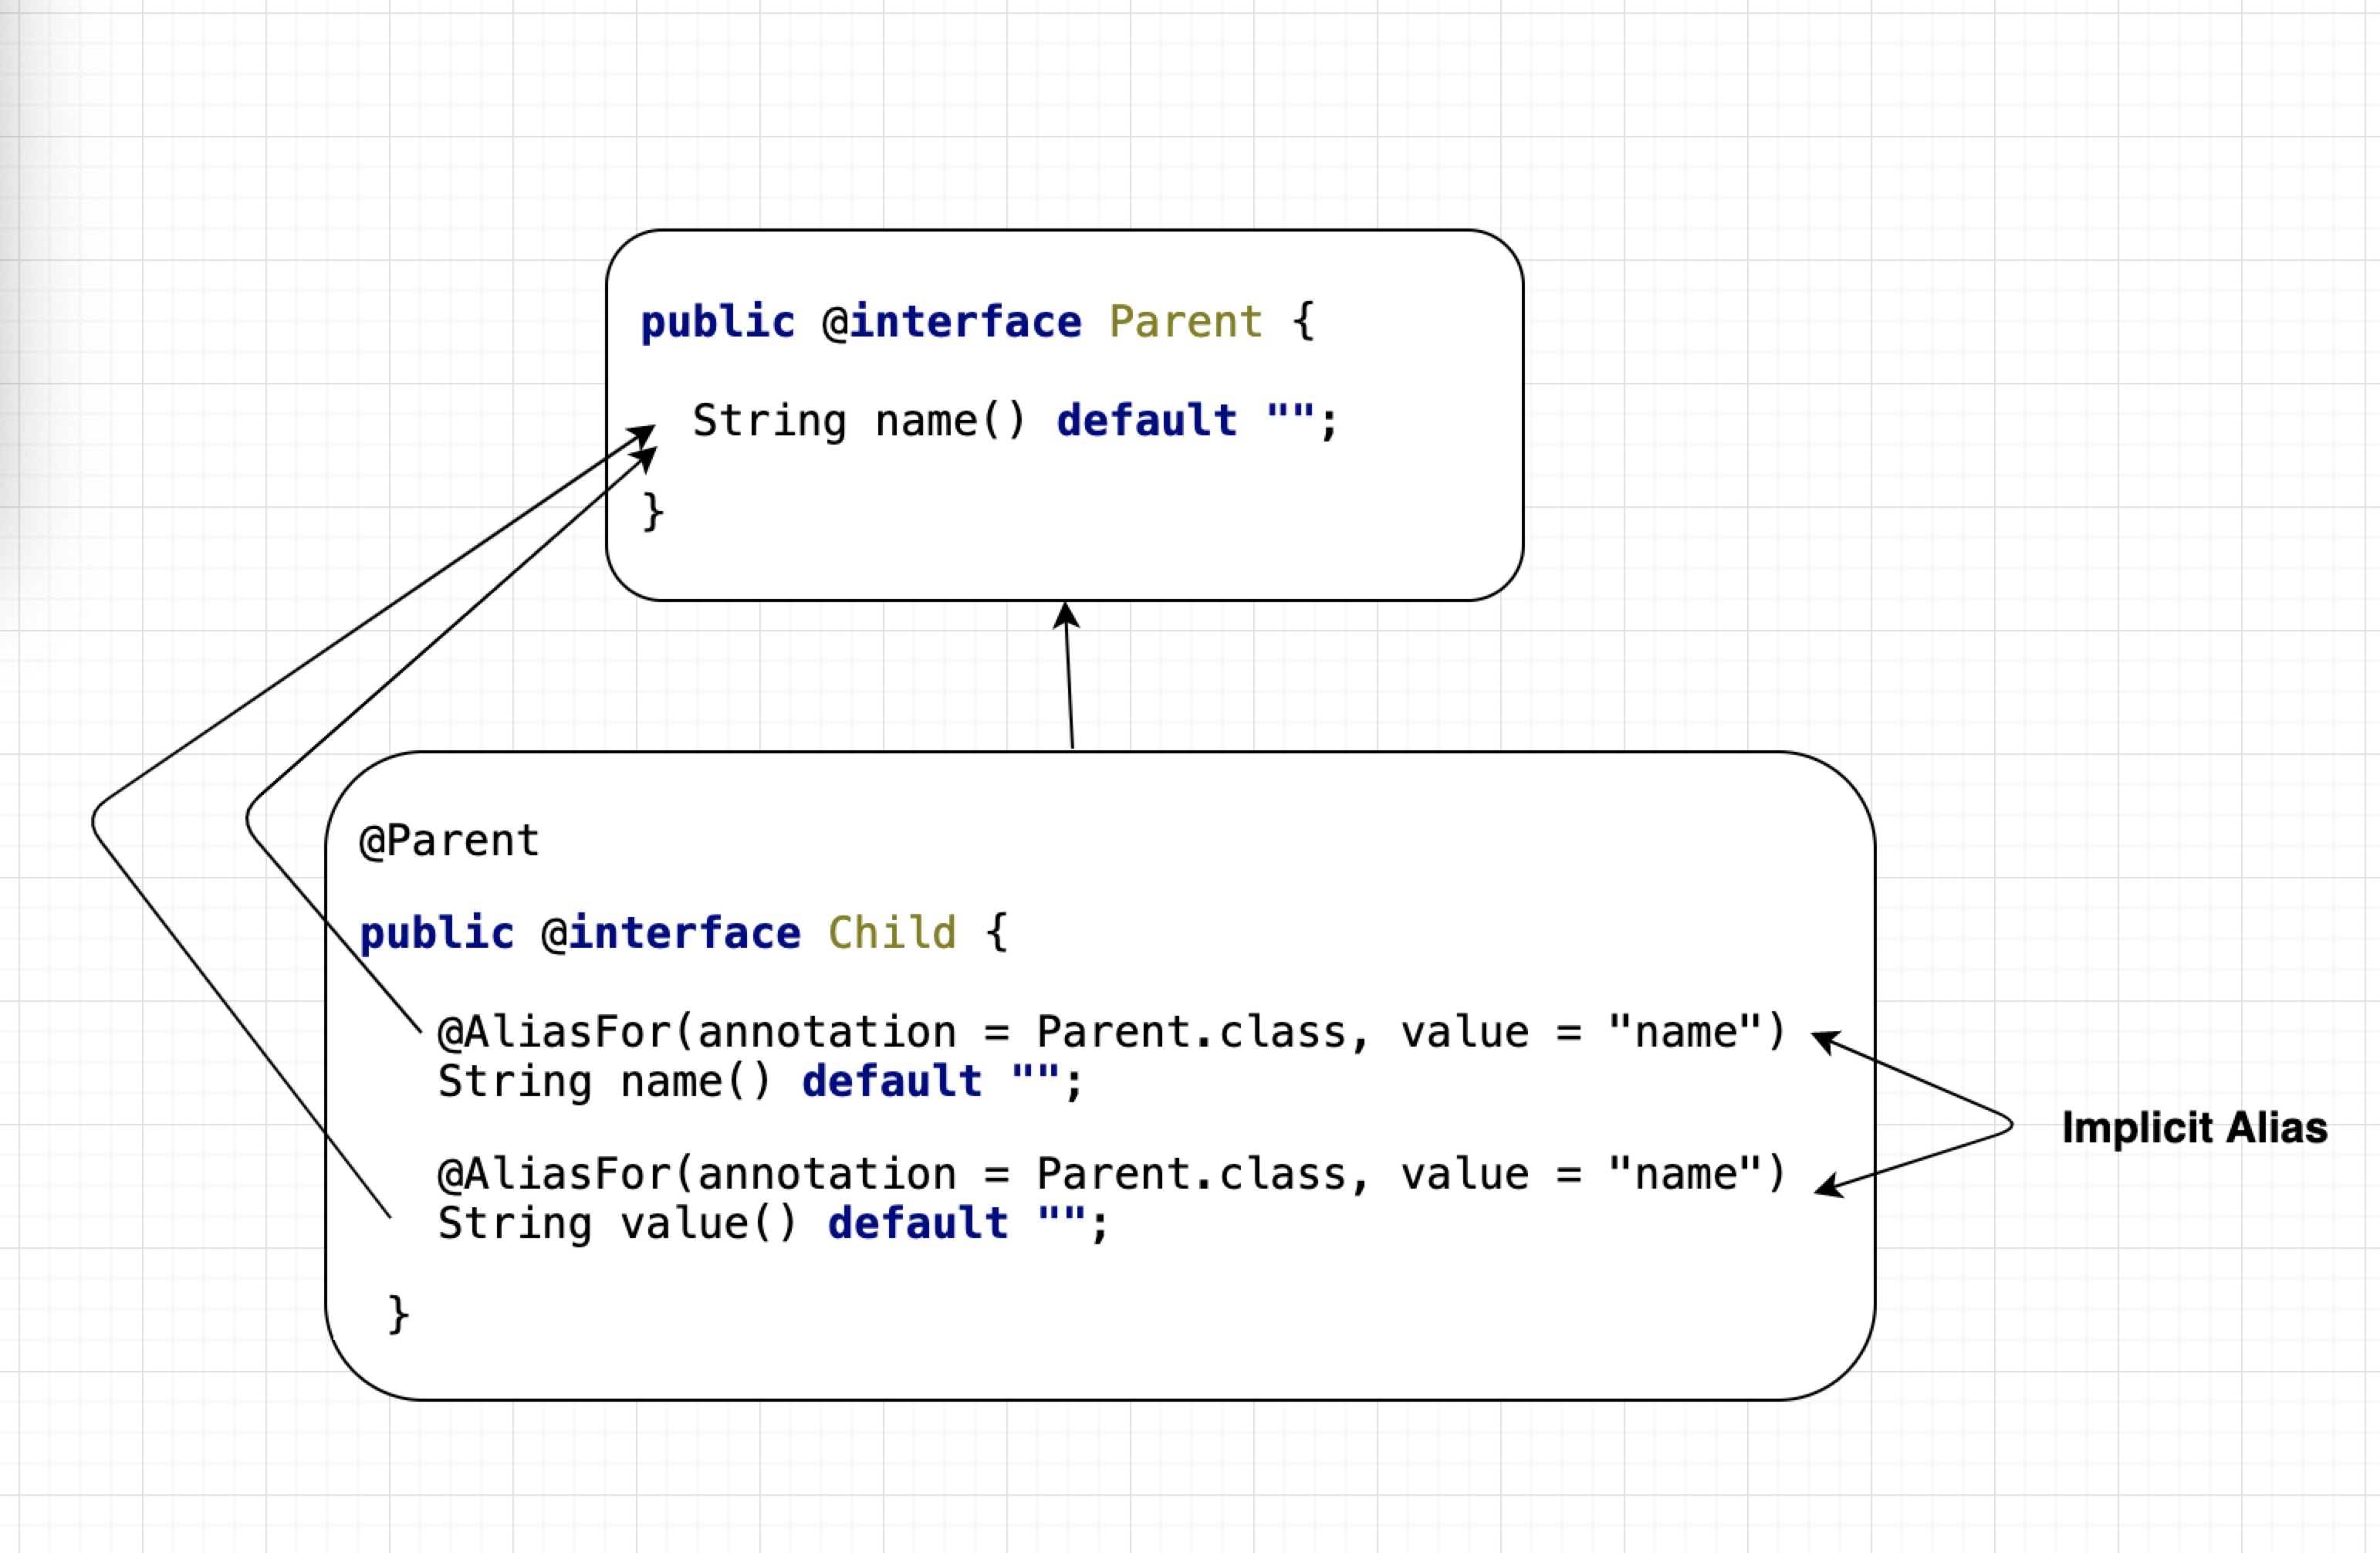 public @interface Parent {
String name() default "";
}
@Parent
public @interface Child {
@AliasFor(annotation = Parent.class, value = "name")
String name() default "";
Implicit Alias
@AliasFor(annotation = Parent.class, value = "name")
String value() default "";
}